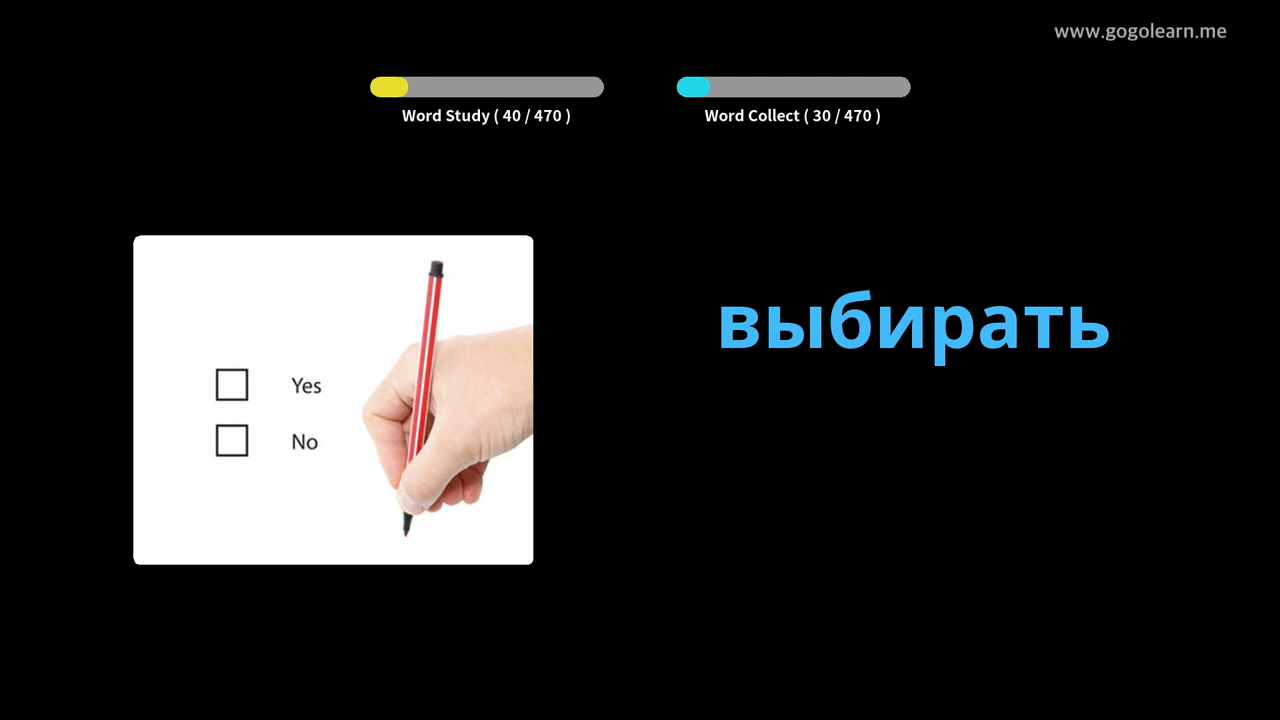 www.gogolearn.me
Word Study ( 40 / 470 )
Word Collect ( 30 / 470 )
выбирать
Yes
No